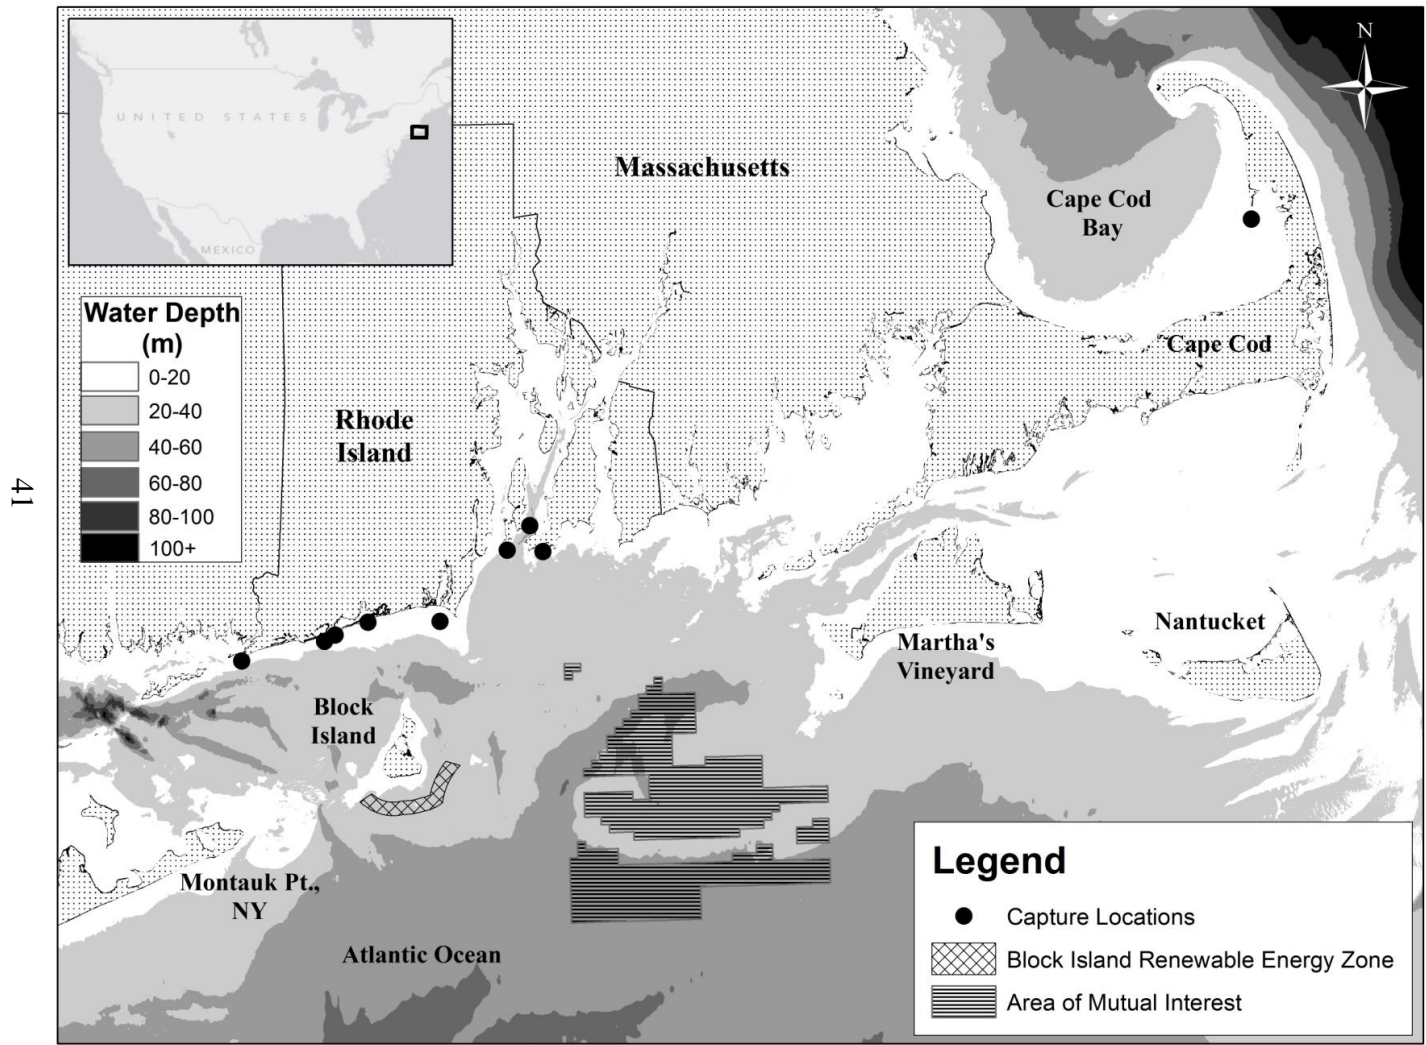 N
UNITED STATES
MEXICO
Massachusetts
Cape Cod
Bay
Water Depth
(m)
0-20
20-40
40-60
60-80
80-100
100+
Cape Cod
Rhode
Island
41
Martha's
Vineyard
Nantucket
Block
Island
Montauk Pt.,
NY
Atlantic Ocean
Legend
Capture Locations
Block Island Renewable Energy Zone
Area of Mutual Interest